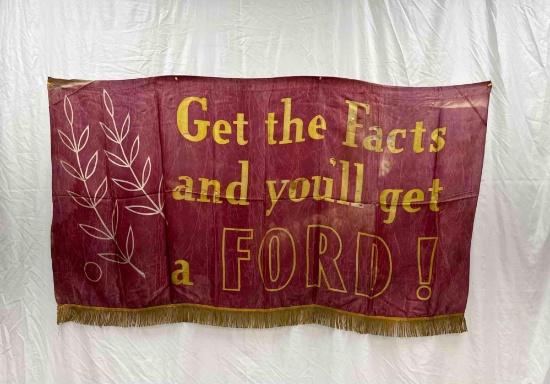 Get the Facts
and you'll get
a FORD!